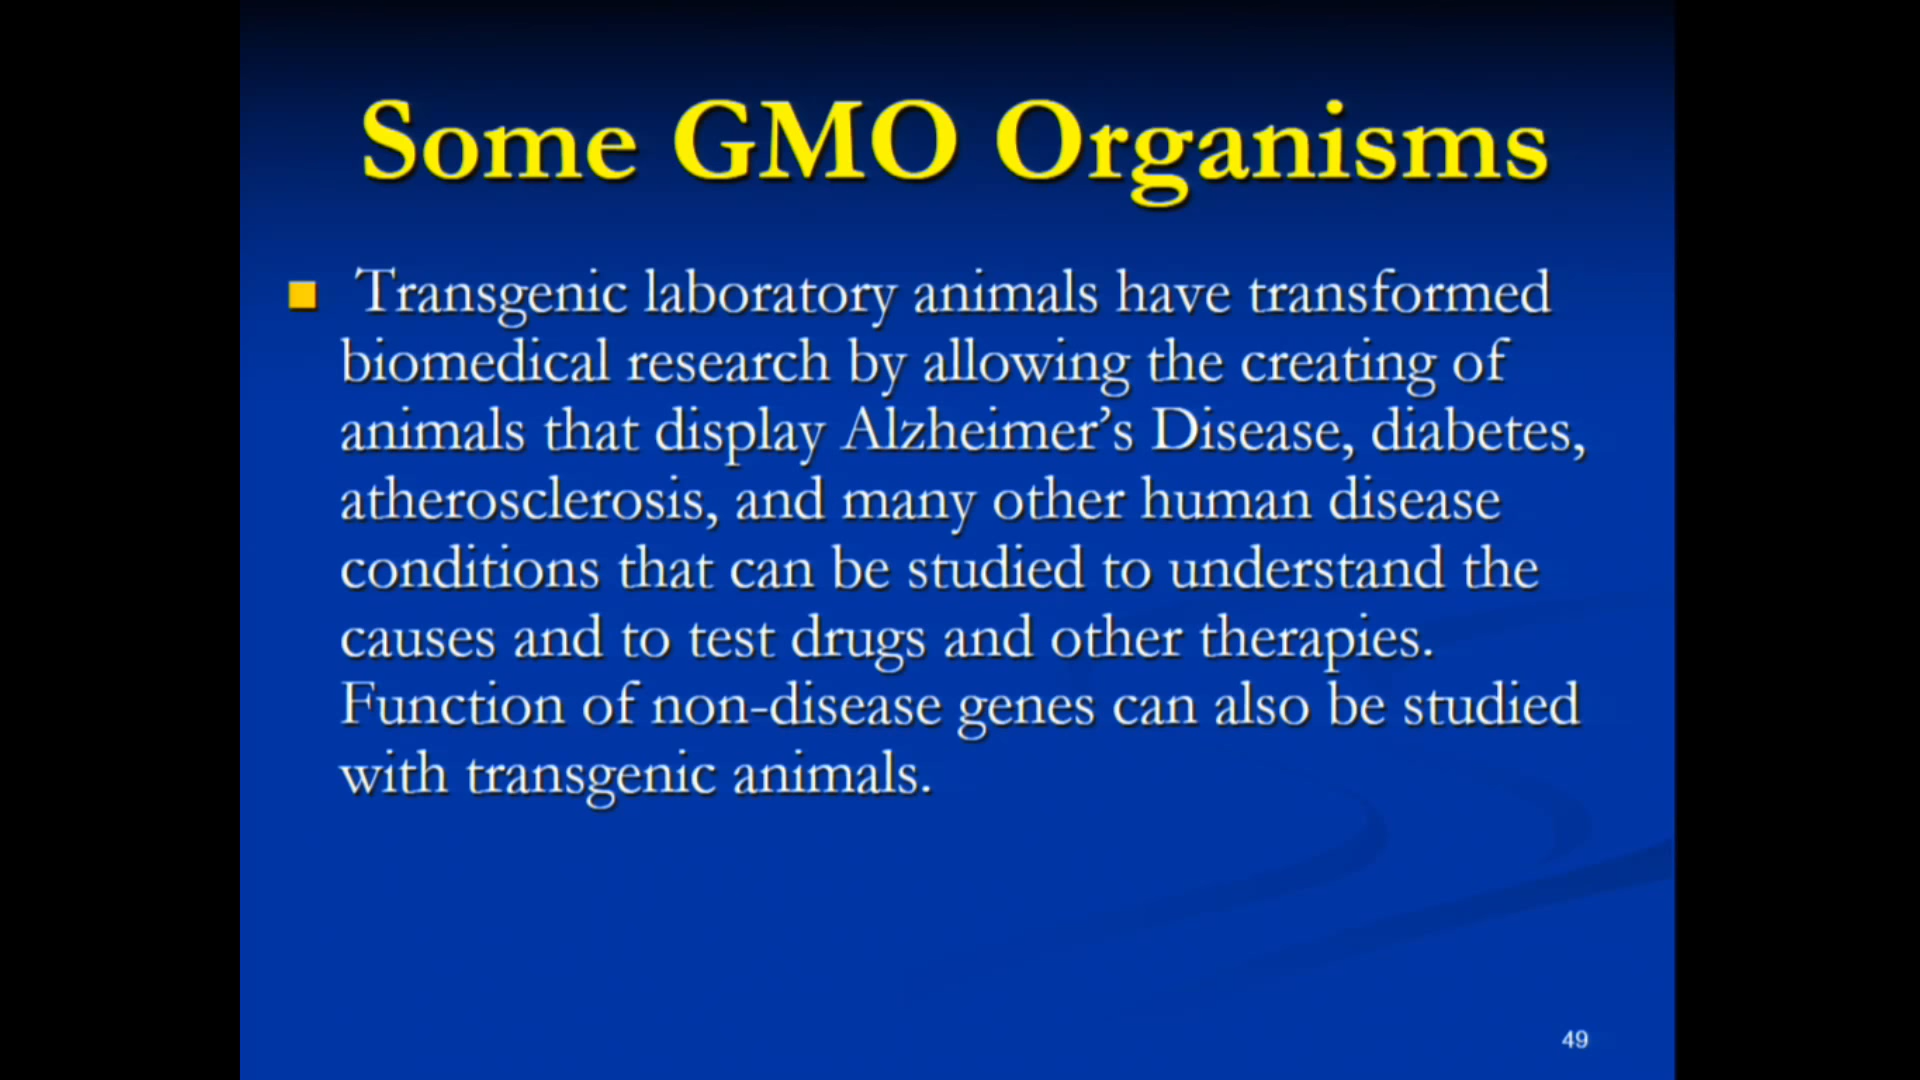 Some GMO Organisms
Transgenic laboratory animals have transformed
biomedical research by allowing the creating of
animals that display Alzheimer’s Disease, diabetes,
atherosclerosis, and many other human disease
conditions that can be studied to understand the
causes and to test drugs and other therapies.
Function of non-disease genes can also be studied
with transgenic animals.
49